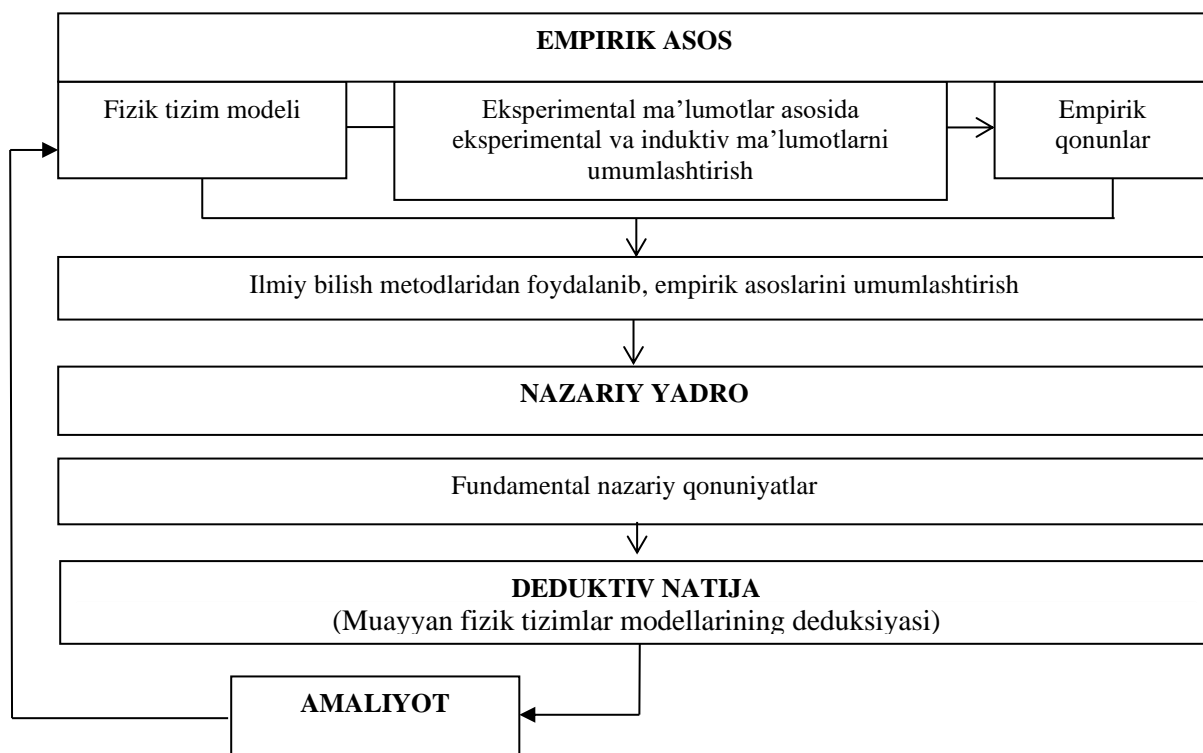 EMPIRIK ASOS
Fizik tizim modeli
Eksperimental ma’lumotlar asosida
eksperimental va induktiv ma’lumotlarni
umumlashtirish
Empirik
qonunlar
Ilmiy bilish metodlaridan foydalanib, empirik asoslarini umumlashtirish
NAZARIY YADRO
Fundamental nazariy qonuniyatlar
DEDUKTIV NATIJA
(Muayyan fizik tizimlar modellarining deduksiyasi)
AMALIYOT